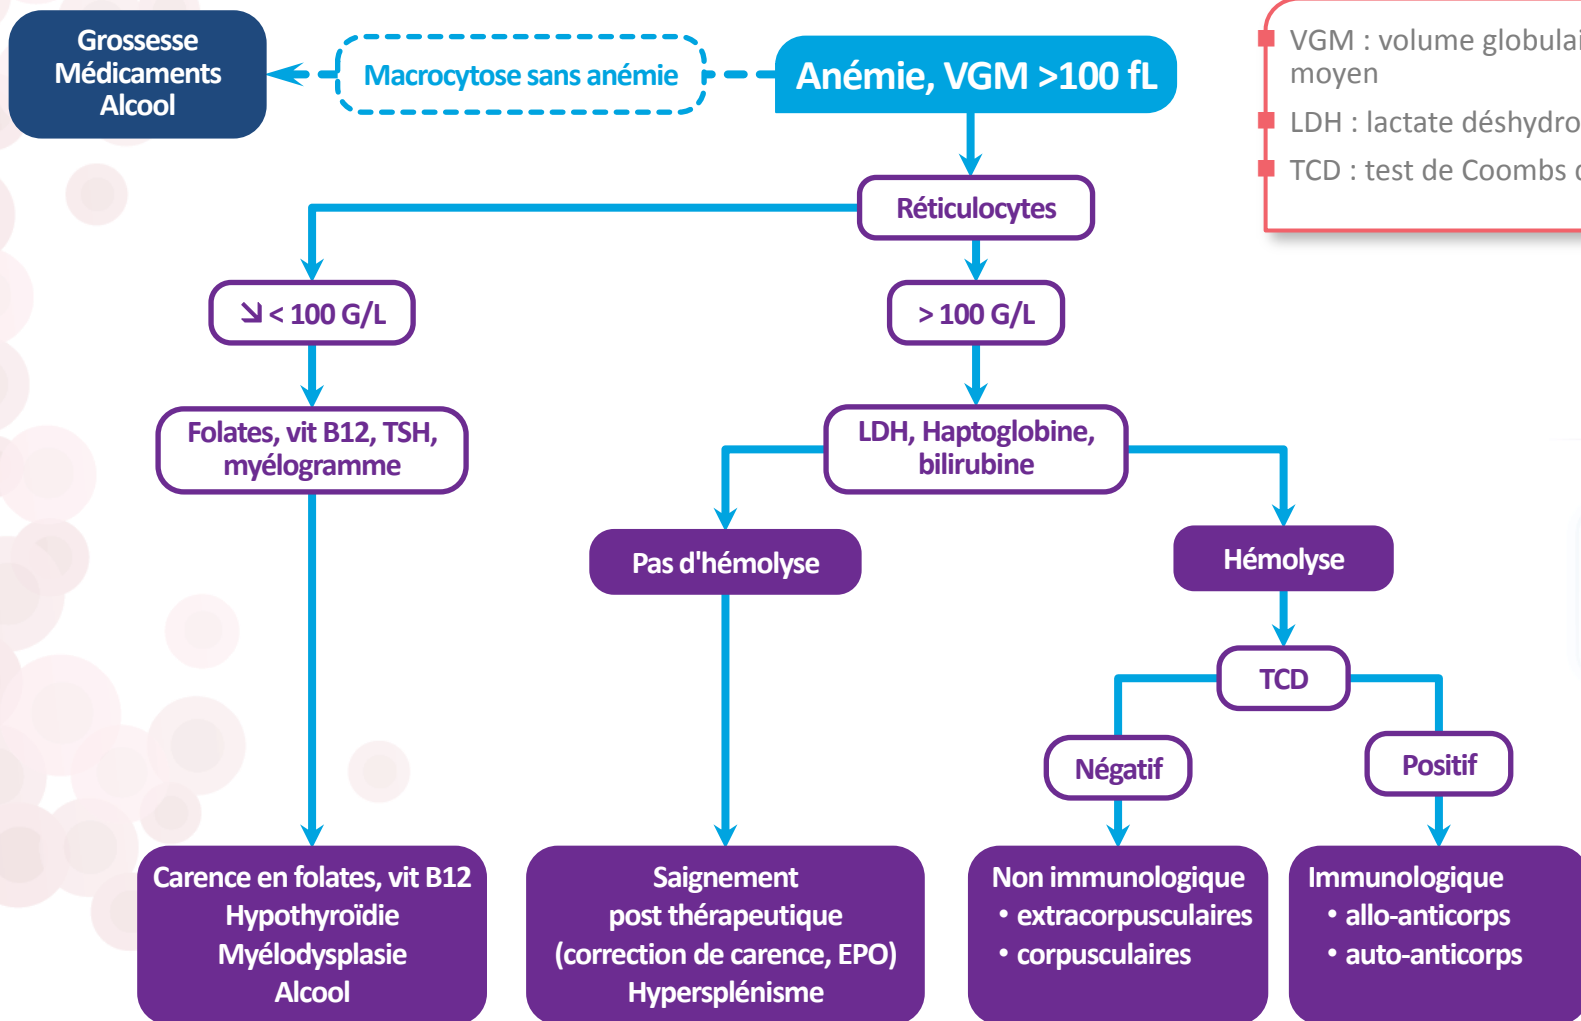 Grossesse
Médicaments
Alcool
Macrocytose sans anémie
Anémie, VGM >100 fL
VGM : volume
moyen
LDH : lactate
TCD : test de Coombs
Réticulocytes
↘ < 100 G/L
> 100 G/L
Folates, vit B12, TSH,
myélogramme
LDH, Haptoglobine,
bilirubine
Pas d'hémolyse
Hémolyse
TCD
Négatif
Positif
Carence en folates, vit B12
Hypothyroïdie
Myélodysplasie
Alcool
Saignement
post thérapeutique
(correction de carence, EPO)
Hypersplénisme
Non immunologique
• extracorpusculaires
• corpusculaires
Immunologique
• allo-anticorps
• auto-anticorps